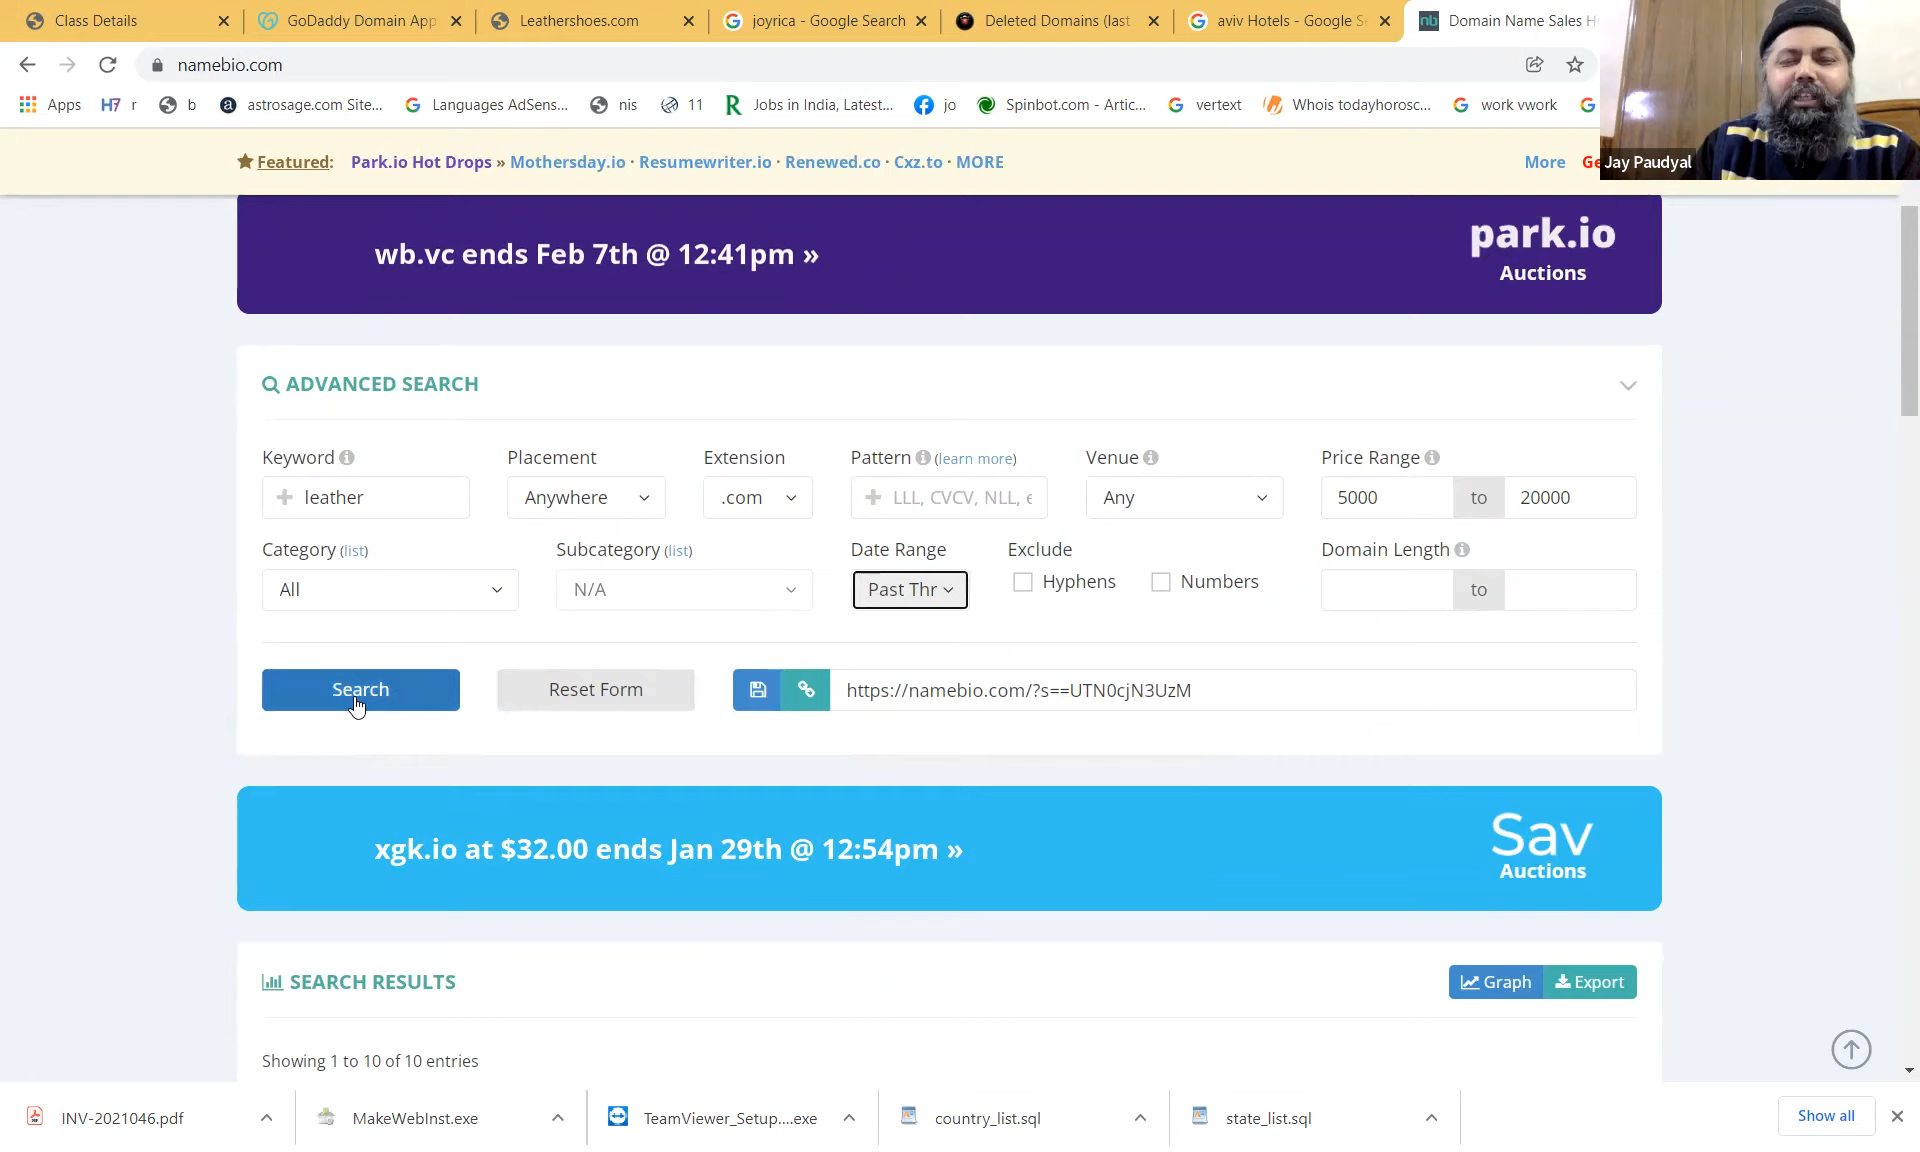 Class Details
GoDaddy Domain App
Leathershoes.com
joyrica - Google Search
Deleted Domains (last
aviv Hotels - Google Se
nb Domain Name Sales H
namebio.com
Apps
H7 r
b
a astrosage.com Site...
Languages AdSens...
nis
11
R Jobs in India, Latest...
jo
Spinbot.com - Artic...
vertext
Whois todayhorosc...
work vwork
Featured: Park.io Hot Drops » Mothersday.io · Resumewriter.io · Renewed.co · Cxz.to · MORE
More Ge
Jay Paudyal
wb.vc ends Feb 7th @ 12:41pm »
park.io
Auctions
ADVANCED SEARCH
Keyword
Placement
Extension
Pattern (learn more)
Venue
Price Range
leather
Anywhere
.com
LLL, CVCV, NLL, e
Any
5000 to 20000
Category (list)
Subcategory (list)
Date Range
Exclude
Domain Length
All
N/A
Past Thr
Hyphens
Numbers
to
Search
Reset Form
https://namebio.com/?s==UTN0cjN3UzM
xgk.io at $32.00 ends Jan 29th @ 12:54pm »
Sav
Auctions
SEARCH RESULTS
Graph
Export
Showing 1 to 10 of 10 entries
INV-2021046.pdf
MakeWebInst.exe
TeamViewer_Setup....exe
country_list.sql
state_list.sql
Show all